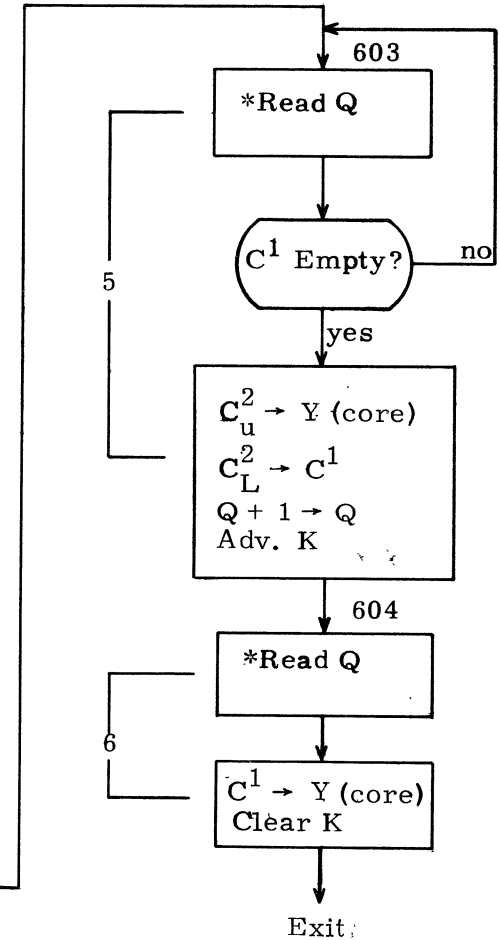 603
*Read Q
C¹ Empty?
no
5
yes
C²ᵤ → Y (core)
C²_L → C¹
Q + 1 → Q
Adv. K
604
*Read Q
6
C¹ → Y (core)
Clear K
Exit